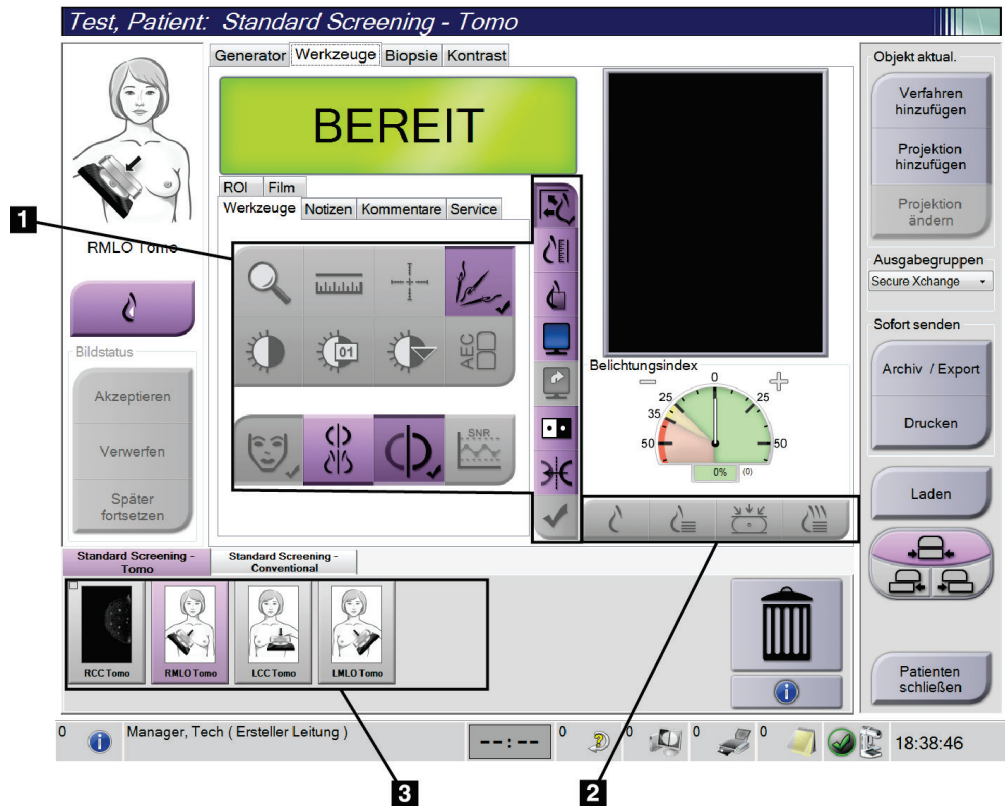 Test, Patient: Standard Screening - Tomo
Generator Werkzeuge Biopsie Kontrast
BEREIT
ROI Film
Werkzeuge Notizen Kommentare Service
1
RMLO Tomo
01
AEC
SNR
Bildstatus
Akzeptieren
Verwerfen
Später
fortsetzen
Belichtungsindex
0
25 25
35
50 50
0% (0)
Objekt aktual.
Verfahren
hinzufügen
Projektion
hinzufügen
Projektion
ändern
Ausgabegruppen
Secure Xchange
Sofort senden
Archiv / Export
Drucken
Laden
Patienten
schließen
Standard Screening -
Tomo
Standard Screening -
Conventional
RCC Tomo RMLO Tomo LCC Tomo LMLO Tomo
0 Manager, Tech ( Ersteller Leitung ) --:-- 0 0 0 0 18:38:46
3 2